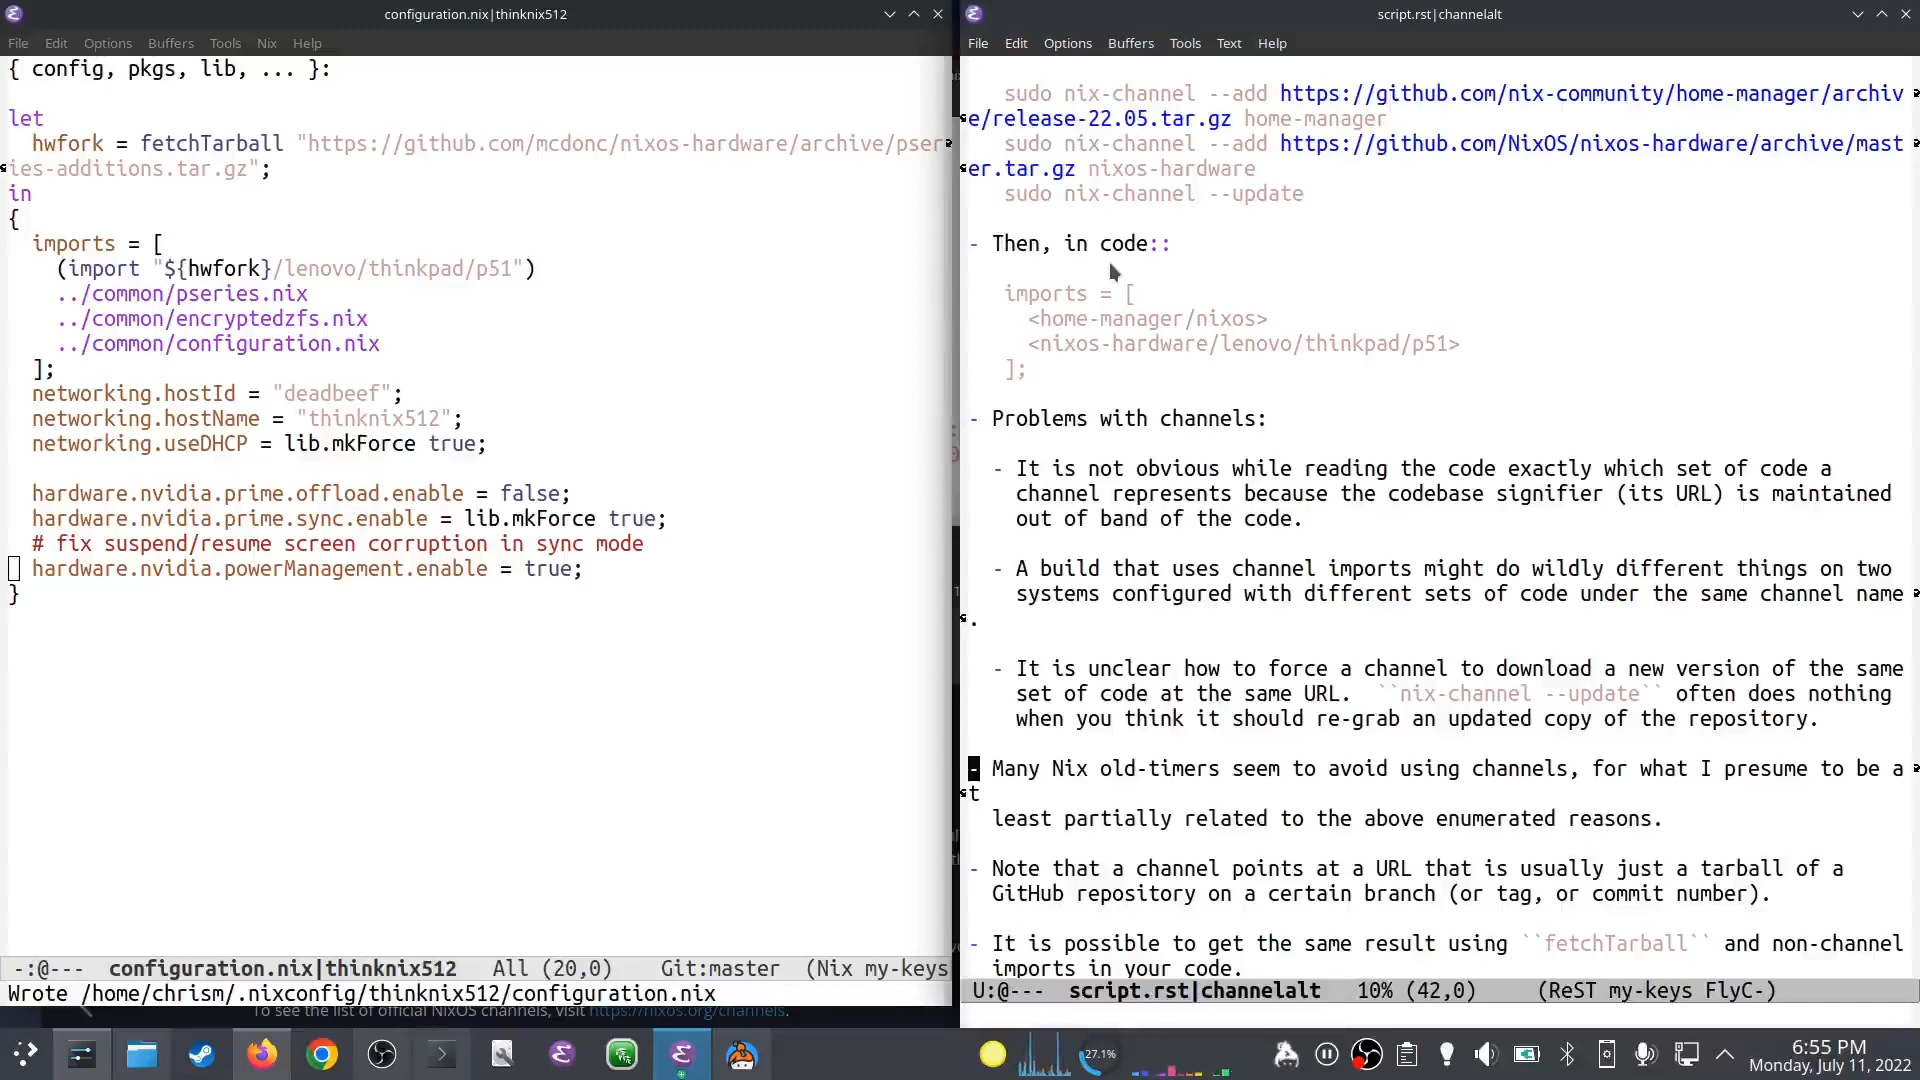 configuration.nix|thinknix512
File Edit Options Buffers Tools Nix Help
{ config, pkgs, lib, ... }:
let
hwfork = fetchTarball "https://github.com/mcdonc/nixos-hardware/archive/pser
ies-additions.tar.gz";
in
{
imports = [
(import "${hwfork}/lenovo/thinkpad/p51")
../common/pseries.nix
../common/encryptedzfs.nix
../common/configuration.nix
];
networking.hostId = "deadbeef";
networking.hostName = "thinknix512";
networking.useDHCP = lib.mkForce true;
hardware.nvidia.prime.offload.enable = false;
hardware.nvidia.prime.sync.enable = lib.mkForce true;
# fix suspend/resume screen corruption in sync mode
hardware.nvidia.powerManagement.enable = true;
}
-:@--- configuration.nix|thinknix512 All (20,0) Git:master (Nix my-keys
Wrote /home/chrism/.nixconfig/thinknix512/configuration.nix
To see the list of official NixOS channels, visit https://nixos.org/channels.
script.rst|channelalt
File Edit Options Buffers Tools Text Help
sudo nix-channel --add https://github.com/nix-community/home-manager/archiv
e/release-22.05.tar.gz home-manager
sudo nix-channel --add https://github.com/NixOS/nixos-hardware/archive/mast
er.tar.gz nixos-hardware
sudo nix-channel --update
- Then, in code::
imports = [
<home-manager/nixos>
<nixos-hardware/lenovo/thinkpad/p51>
];
- Problems with channels:
- It is not obvious while reading the code exactly which set of code a
channel represents because the codebase signifier (its URL) is maintained
out of band of the code.
- A build that uses channel imports might do wildly different things on two
systems configured with different sets of code under the same channel name
.
- It is unclear how to force a channel to download a new version of the same
set of code at the same URL. ``nix-channel --update`` often does nothing
when you think it should re-grab an updated copy of the repository.
- Many Nix old-timers seem to avoid using channels, for what I presume to be a
t
least partially related to the above enumerated reasons.
- Note that a channel points at a URL that is usually just a tarball of a
GitHub repository on a certain branch (or tag, or commit number).
- It is possible to get the same result using ``fetchTarball`` and non-channel
imports in your code.
U:@--- script.rst|channelalt 10% (42,0) (ReST my-keys FlyC-)
27.1%
6:55 PM
Monday, July 11, 2022